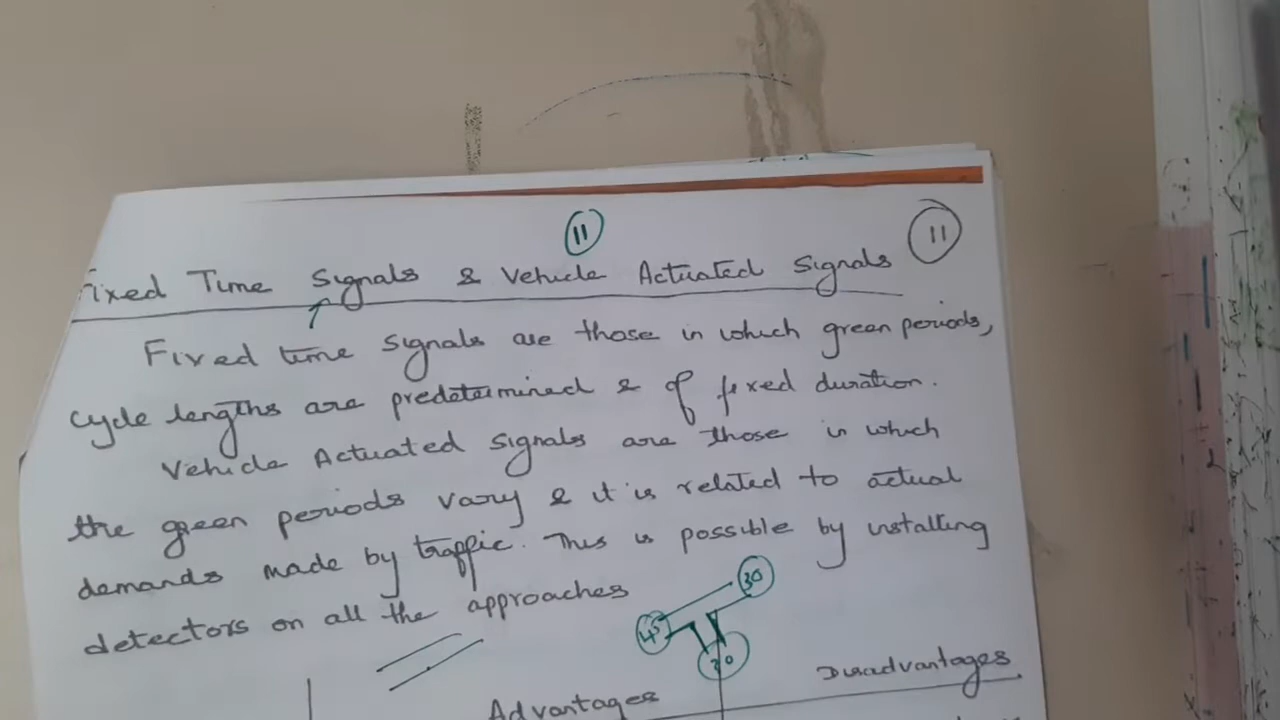 11
11
Fixed Time Signals & Vehicle Actuated Signals
Fixed time signals are those in which green periods,
cycle lengths are predetermined & of fixed duration.
Vehicle Actuated signals are those in which
the green periods vary & it is related to actual
demands made by traffic. This is possible by installing
detectors on all the approaches
30
45
Advantages
Disadvantages